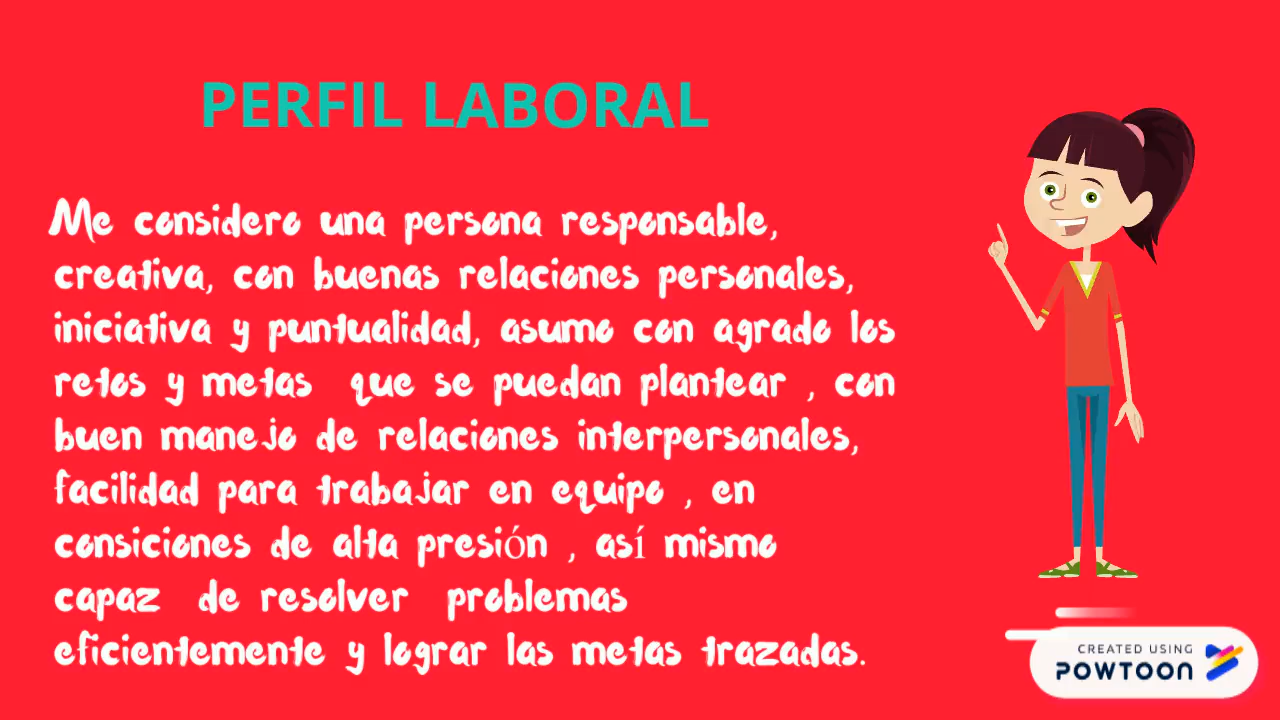 PERFIL LABORAL
Me considero una persona responsable,
creativa, con buenas relaciones personales,
iniciativa y puntualidad, asumo con agrado los
retos y metas que se puedan plantear , con
buen manejo de relaciones interpersonales,
facilidad para trabajar en equipo , en
consiciones de alta presión , así mismo
capaz de resolver problemas
eficientemente y lograr las metas trazadas.
CREATED USING
POWTOON